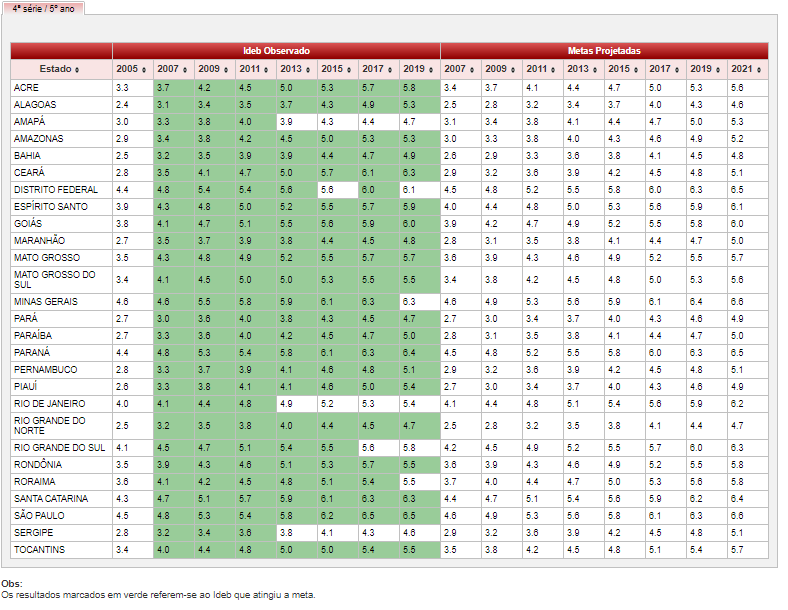 4ª série / 5º ano
Ideb Observado Metas Projetadas
Estado 2005 2007 2009 2011 2013 2015 2017 2019 2007 2009 2011 2013 2015 2017 2019 2021
ACRE 3.3 3.7 4.2 4.5 5.0 5.3 5.7 5.8 3.4 3.7 4.1 4.4 4.7 5.0 5.3 5.6
ALAGOAS 2.4 3.1 3.4 3.5 3.7 4.3 4.9 5.3 2.5 2.8 3.2 3.4 3.7 4.0 4.3 4.6
AMAPÁ 3.0 3.3 3.8 4.0 3.9 4.3 4.4 4.7 3.1 3.4 3.8 4.1 4.4 4.7 5.0 5.3
AMAZONAS 2.9 3.4 3.8 4.2 4.5 5.0 5.3 5.3 3.0 3.3 3.8 4.0 4.3 4.6 4.9 5.2
BAHIA 2.5 3.2 3.5 3.9 3.9 4.4 4.7 4.9 2.6 2.9 3.3 3.6 3.8 4.1 4.5 4.8
CEARÁ 2.8 3.5 4.1 4.7 5.0 5.7 6.1 6.3 2.9 3.2 3.6 3.9 4.2 4.5 4.8 5.1
DISTRITO FEDERAL 4.4 4.8 5.4 5.4 5.6 5.6 6.0 6.1 4.5 4.8 5.2 5.5 5.8 6.0 6.3 6.5
ESPÍRITO SANTO 3.9 4.3 4.8 5.0 5.2 5.5 5.7 5.9 4.0 4.4 4.8 5.0 5.3 5.6 5.9 6.1
GOIÁS 3.8 4.1 4.7 5.1 5.5 5.6 5.9 6.0 3.9 4.2 4.7 4.9 5.2 5.5 5.8 6.0
MARANHÃO 2.7 3.5 3.7 3.9 3.8 4.4 4.5 4.8 2.8 3.1 3.5 3.8 4.1 4.4 4.7 5.0
MATO GROSSO 3.5 4.3 4.8 4.9 5.2 5.5 5.7 5.7 3.6 3.9 4.3 4.6 4.9 5.2 5.5 5.7
MATO GROSSO DO
SUL 3.4 4.1 4.5 5.0 5.0 5.3 5.5 5.5 3.4 3.8 4.2 4.5 4.8 5.0 5.3 5.6
MINAS GERAIS 4.6 4.6 5.5 5.8 5.9 6.1 6.3 6.3 4.6 4.9 5.3 5.6 5.9 6.1 6.4 6.6
PARÁ 2.7 3.0 3.6 4.0 3.8 4.3 4.5 4.7 2.7 3.0 3.4 3.7 4.0 4.3 4.6 4.9
PARAÍBA 2.7 3.3 3.6 4.0 4.2 4.5 4.7 5.0 2.8 3.1 3.5 3.8 4.1 4.4 4.7 5.0
PARANÁ 4.4 4.8 5.3 5.4 5.8 6.1 6.3 6.4 4.5 4.8 5.2 5.5 5.8 6.0 6.3 6.5
PERNAMBUCO 2.8 3.3 3.7 3.9 4.1 4.6 4.8 5.1 2.9 3.2 3.6 3.9 4.2 4.5 4.8 5.1
PIAUÍ 2.6 3.3 3.8 4.1 4.1 4.6 5.0 5.4 2.7 3.0 3.4 3.7 4.0 4.3 4.6 4.9
RIO DE JANEIRO 4.0 4.1 4.4 4.8 4.9 5.2 5.3 5.4 4.1 4.4 4.8 5.1 5.4 5.6 5.9 6.2
RIO GRANDE DO
NORTE 2.5 3.2 3.5 3.8 4.0 4.4 4.5 4.7 2.5 2.8 3.2 3.5 3.8 4.1 4.4 4.7
RIO GRANDE DO SUL 4.1 4.5 4.7 5.1 5.4 5.5 5.6 5.8 4.2 4.5 4.9 5.2 5.5 5.7 6.0 6.3
RONDÔNIA 3.5 3.9 4.3 4.6 5.1 5.3 5.7 5.5 3.6 3.9 4.3 4.6 4.9 5.2 5.5 5.8
RORAIMA 3.6 4.1 4.2 4.5 4.8 5.1 5.4 5.5 3.7 4.0 4.4 4.7 5.0 5.3 5.6 5.8
SANTA CATARINA 4.3 4.7 5.1 5.7 5.9 6.1 6.3 6.3 4.4 4.7 5.1 5.4 5.6 5.9 6.2 6.4
SÃO PAULO 4.5 4.8 5.3 5.4 5.8 6.2 6.5 6.5 4.6 4.9 5.3 5.6 5.8 6.1 6.3 6.6
SERGIPE 2.8 3.2 3.4 3.6 3.8 4.1 4.3 4.6 2.9 3.2 3.6 3.9 4.2 4.5 4.8 5.1
TOCANTINS 3.4 4.0 4.4 4.8 5.0 5.0 5.4 5.5 3.5 3.8 4.2 4.5 4.8 5.1 5.4 5.7
Obs:
Os resultados marcados em verde referem-se ao Ideb que atingiu a meta.